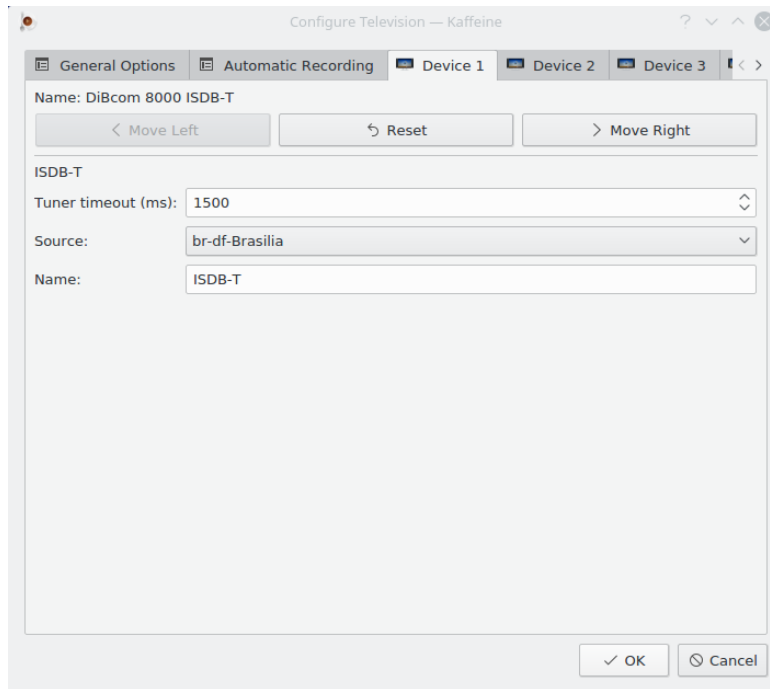 Configure Television — Kaffeine
General Options Automatic Recording Device 1 Device 2 Device 3
Name: DiBcom 8000 ISDB-T
Move Left Reset Move Right
ISDB-T
Tuner timeout (ms): 1500
Source: br-df-Brasilia
Name: ISDB-T
OK Cancel